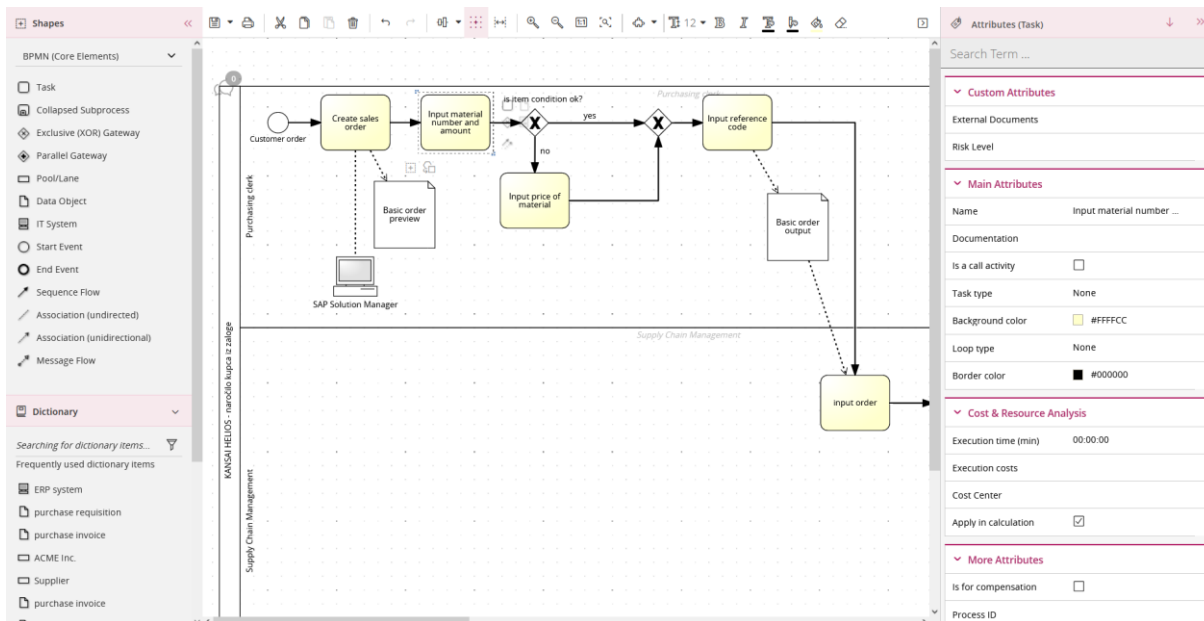 Shapes
BPMN (Core Elements)
Task
Collapsed Subprocess
Exclusive (XOR) Gateway
Parallel Gateway
Pool/Lane
Data Object
IT System
Start Event
End Event
Sequence Flow
Association (undirected)
Association (unidirectional)
Message Flow
Dictionary
Searching for dictionary items...
Frequently used dictionary items
ERP system
purchase requisition
purchase invoice
ACME Inc.
Supplier
purchase invoice
1:1
12
B
I
0
KANSAI HELIOS - naročilo kupca iz zaloge
Purchasing clerk
Purchasing clerk
Customer order
Create sales
order
Input material
number and
amount
is item condition ok?
X
yes
no
X
Input reference
code
Input price of
material
Basic order
preview
Basic order
output
SAP Solution Manager
Supply Chain Management
Supply Chain Management
input order
Attributes (Task)
Search Term ...
Custom Attributes
External Documents
Risk Level
Main Attributes
Name Input material number ...
Documentation
Is a call activity
Task type None
Background color #FFFFCC
Loop type None
Border color #000000
Cost & Resource Analysis
Execution time (min) 00:00:00
Execution costs
Cost Center
Apply in calculation
More Attributes
Is for compensation
Process ID